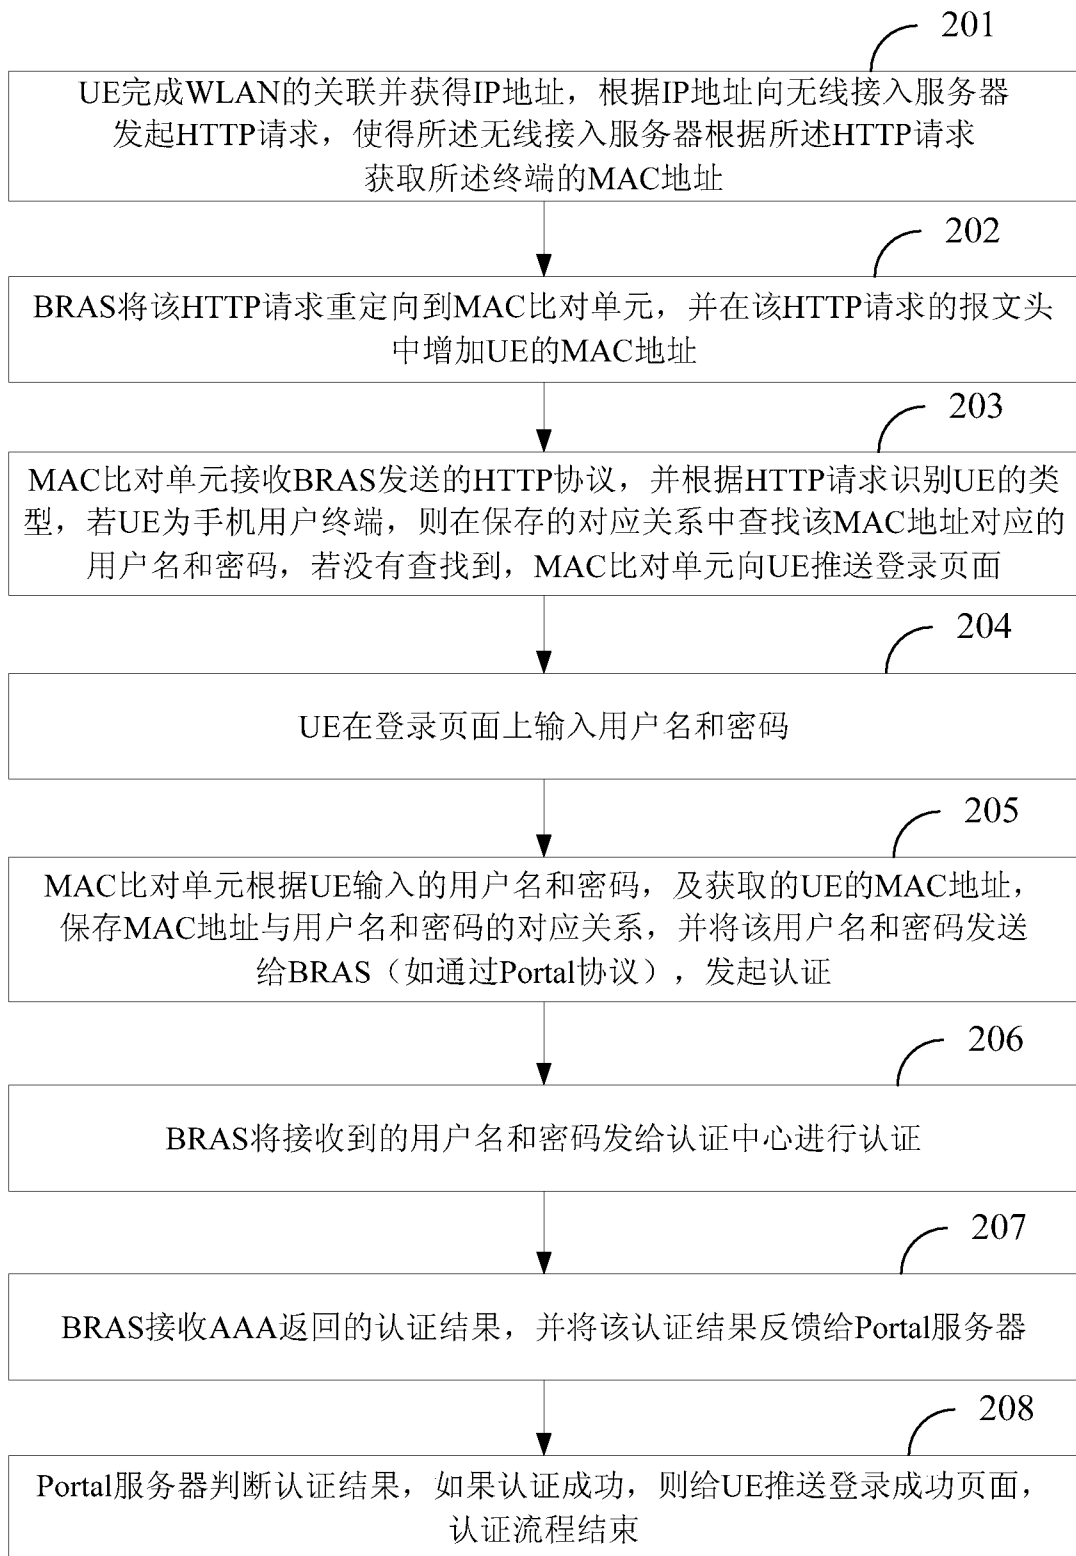 201
UE完成WLAN的关联并获得IP地址，根据IP地址向无线接入服务器
发起HTTP请求，使得所述无线接入服务器根据所述HTTP请求
获取所述终端的MAC地址
202
BRAS将该HTTP请求重定向到MAC比对单元，并在该HTTP请求的报文头
中增加UE的MAC地址
203
MAC比对单元接收BRAS发送的HTTP协议，并根据HTTP请求识别UE的类
型，若UE为手机用户终端，则在保存的对应关系中查找该MAC地址对应的
用户名和密码，若没有查找到，MAC比对单元向UE推送登录页面
204
UE在登录页面上输入用户名和密码
205
MAC比对单元根据UE输入的用户名和密码，及获取的UE的MAC地址，
保存MAC地址与用户名和密码的对应关系，并将该用户名和密码发送
给BRAS（如通过Portal协议），发起认证
206
BRAS将接收到的用户名和密码发给认证中心进行认证
207
BRAS接收AAA返回的认证结果，并将该认证结果反馈给Portal服务器
208
Portal服务器判断认证结果，如果认证成功，则给UE推送登录成功页面，
认证流程结束